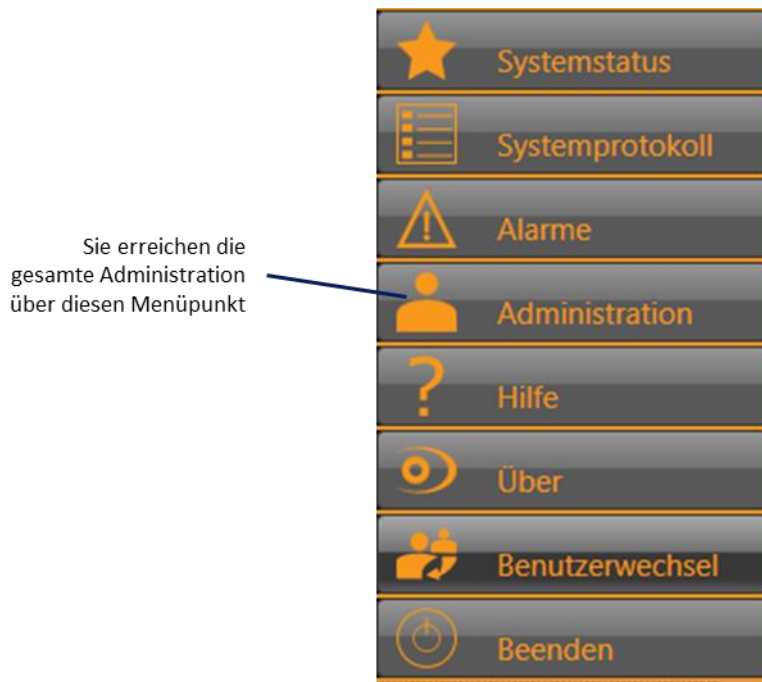 Systemstatus
Systemprotokoll
Alarme
Sie erreichen die
gesamte Administration
über diesen Menüpunkt
Administration
Hilfe
Über
Benutzerwechsel
Beenden